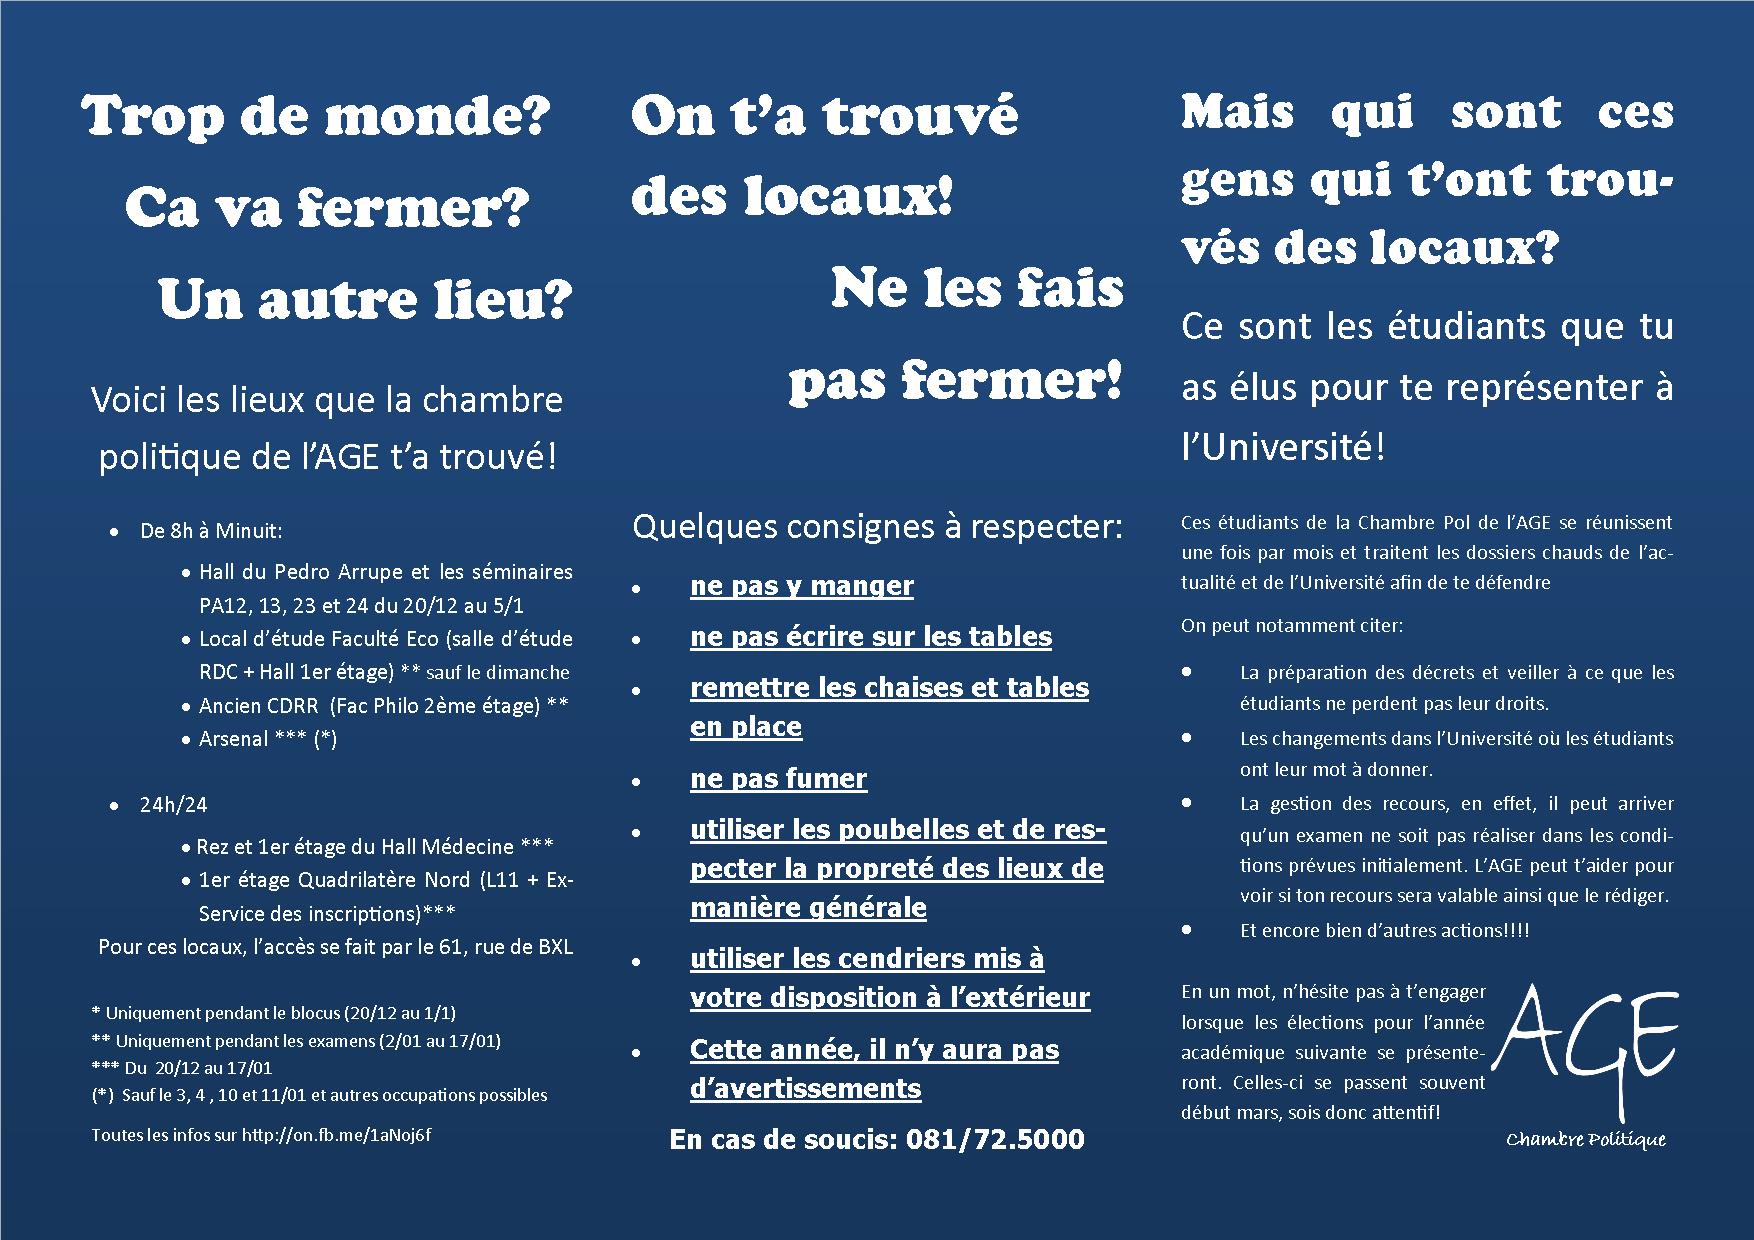 Trop de monde?
Ca va fermer?
Un autre lieu?
Voici les lieux que la chambre
politique de l’AGE t’a trouvé!
• De 8h à Minuit:
• Hall du Pedro Arrupe et les séminaires
PA12, 13, 23 et 24 du 20/12 au 5/1
• Local d’étude Faculté Eco (salle d’étude
RDC + Hall 1er étage) ** sauf le dimanche
• Ancien CDRR (Fac Philo 2ème étage) **
• Arsenal *** (*)
• 24h/24
• Rez et 1er étage du Hall Médecine ***
• 1er étage Quadrilatère Nord (L11 + Ex-
Service des inscriptions)***
Pour ces locaux, l’accès se fait par le 61, rue de BXL
* Uniquement pendant le blocus (20/12 au 1/1)
** Uniquement pendant les examens (2/01 au 17/01)
*** Du 20/12 au 17/01
(*) Sauf le 3, 4 , 10 et 11/01 et autres occupations possibles
Toutes les infos sur http://on.fb.me/1aNoj6f
On t’a trouvé
des locaux!
Ne les fais
pas fermer!
Quelques consignes à respecter:
• ne pas y manger
• ne pas écrire sur les tables
• remettre les chaises et tables
en place
• ne pas fumer
• utiliser les poubelles et de res-
pecter la propreté des lieux de
manière générale
• utiliser les cendriers mis à
votre disposition à l’extérieur
• Cette année, il n’y aura pas
d’avertissements
En cas de soucis: 081/72.5000
Mais qui sont ces
gens qui t’ont trou-
vés des locaux?
Ce sont les étudiants que tu
as élus pour te représenter à
l’Université!
Ces étudiants de la Chambre Pol de l’AGE se réunissent
une fois par mois et traitent les dossiers chauds de l’ac-
tualité et de l’Université afin de te défendre
On peut notamment citer:
• La préparation des décrets et veiller à ce que les
étudiants ne perdent pas leur droits.
• Les changements dans l’Université où les étudiants
ont leur mot à donner.
• La gestion des recours, en effet, il peut arriver
qu’un examen ne soit pas réaliser dans les condi-
tions prévues initialement. L’AGE peut t’aider pour
voir si ton recours sera valable ainsi que le rédiger.
• Et encore bien d’autres actions!!!!
En un mot, n’hésite pas à t’engager
lorsque les élections pour l’année
académique suivante se présente-
ront. Celles-ci se passent souvent
début mars, sois donc attentif!
AGE
Chambre Politique